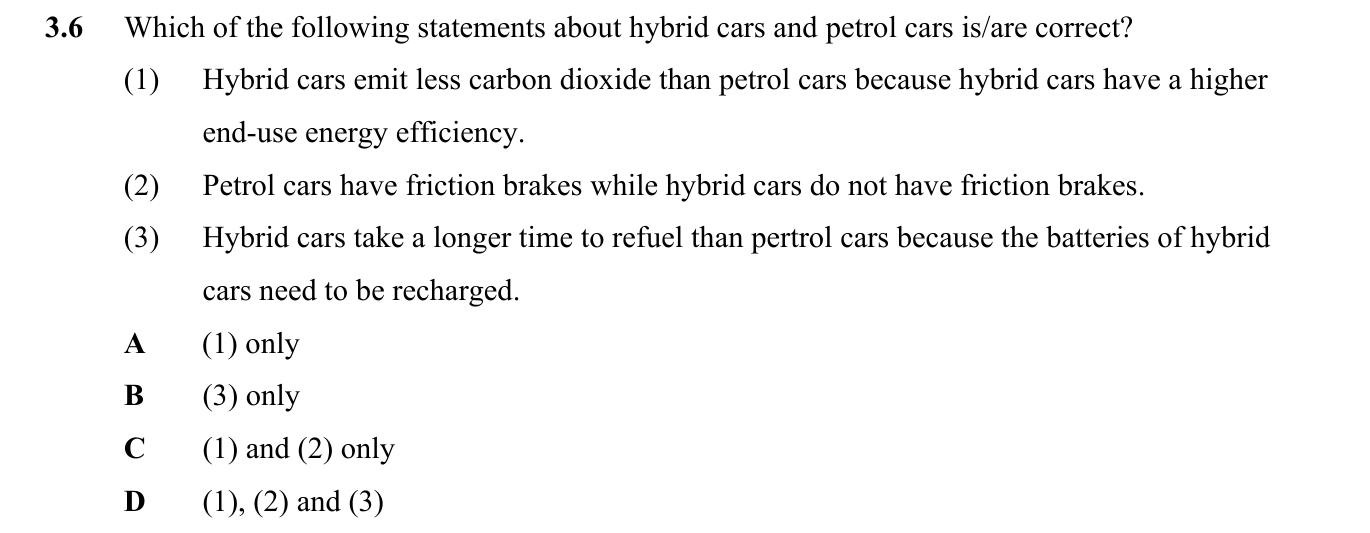 3.6 Which of the following statements about hybrid cars and petrol cars is/are correct?
(1) Hybrid cars emit less carbon dioxide than petrol cars because hybrid cars have a higher
end-use energy efficiency.
(2) Petrol cars have friction brakes while hybrid cars do not have friction brakes.
(3) Hybrid cars take a longer time to refuel than pertrol cars because the batteries of hybrid
cars need to be recharged.
A (1) only
B (3) only
C (1) and (2) only
D (1), (2) and (3)